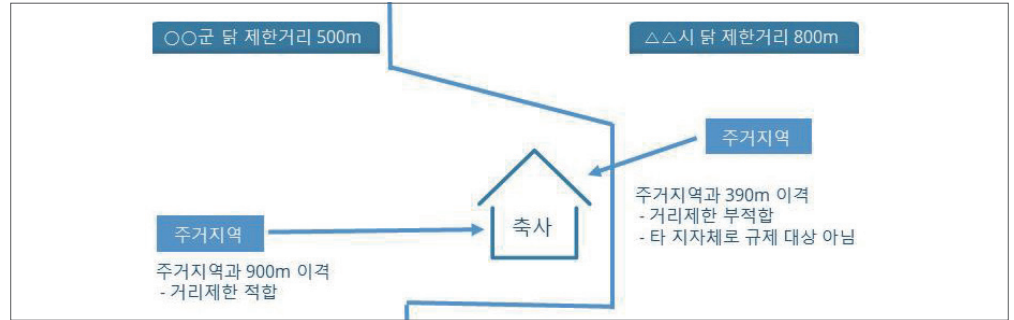 ○○군 닭 제한거리 500m
△△시 닭 제한거리 800m
주거지역
주거지역과 390m 이격
- 거리제한 부적합
- 타 지자체로 규제 대상 아님
축사
주거지역
주거지역과 900m 이격
- 거리제한 적합